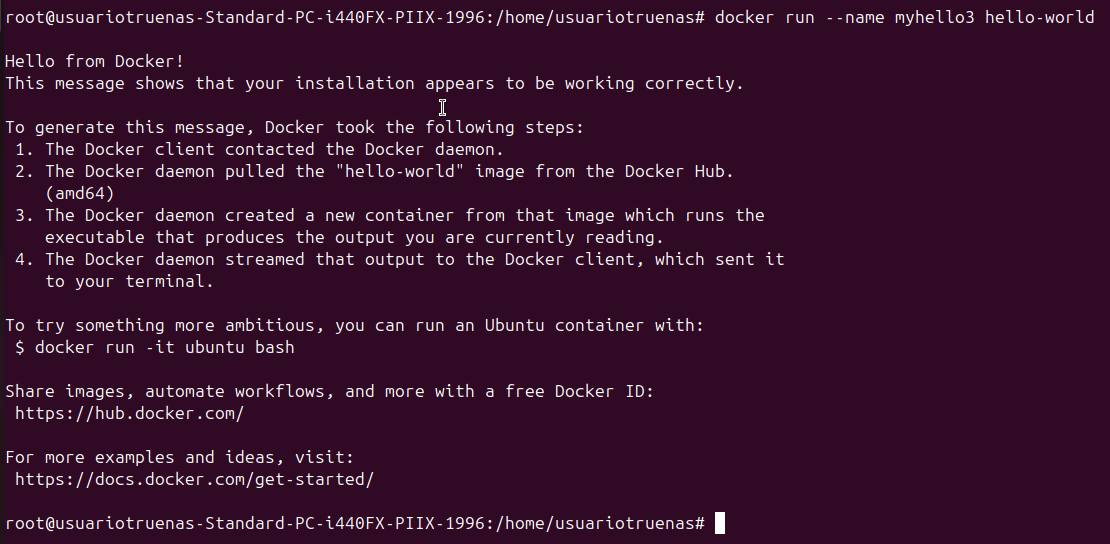 root@usuariotruenas-Standard-PC-i440FX-PIIX-1996:/home/usuariotruenas# docker run --name myhello3 hello-world

Hello from Docker!
This message shows that your installation appears to be working correctly.

To generate this message, Docker took the following steps:
 1. The Docker client contacted the Docker daemon.
 2. The Docker daemon pulled the "hello-world" image from the Docker Hub.
    (amd64)
 3. The Docker daemon created a new container from that image which runs the
    executable that produces the output you are currently reading.
 4. The Docker daemon streamed that output to the Docker client, which sent it
    to your terminal.

To try something more ambitious, you can run an Ubuntu container with:
 $ docker run -it ubuntu bash

Share images, automate workflows, and more with a free Docker ID:
 https://hub.docker.com/

For more examples and ideas, visit:
 https://docs.docker.com/get-started/

root@usuariotruenas-Standard-PC-i440FX-PIIX-1996:/home/usuariotruenas#